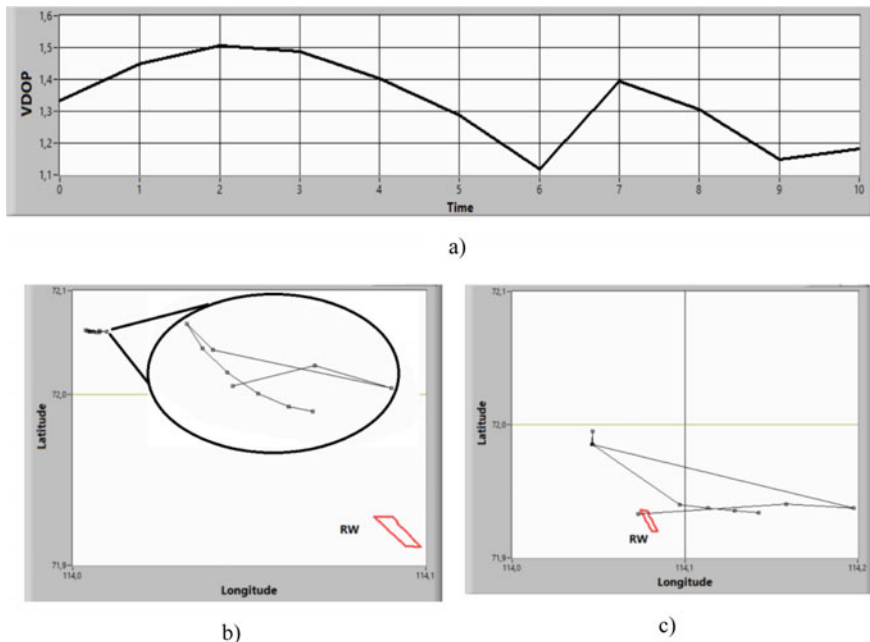 1,6
1,5
1,4
1,3
1,2
1,1
VDOP
0 1 2 3 4 5 6 7 8 9 10
Time
a)
72,1
72,0
71,9
Latitude
RW
114,0 114,1
Longitude
b)
72,1
72,0
71,9
Latitude
RW
114,0 114,1 114,2
Longitude
c)